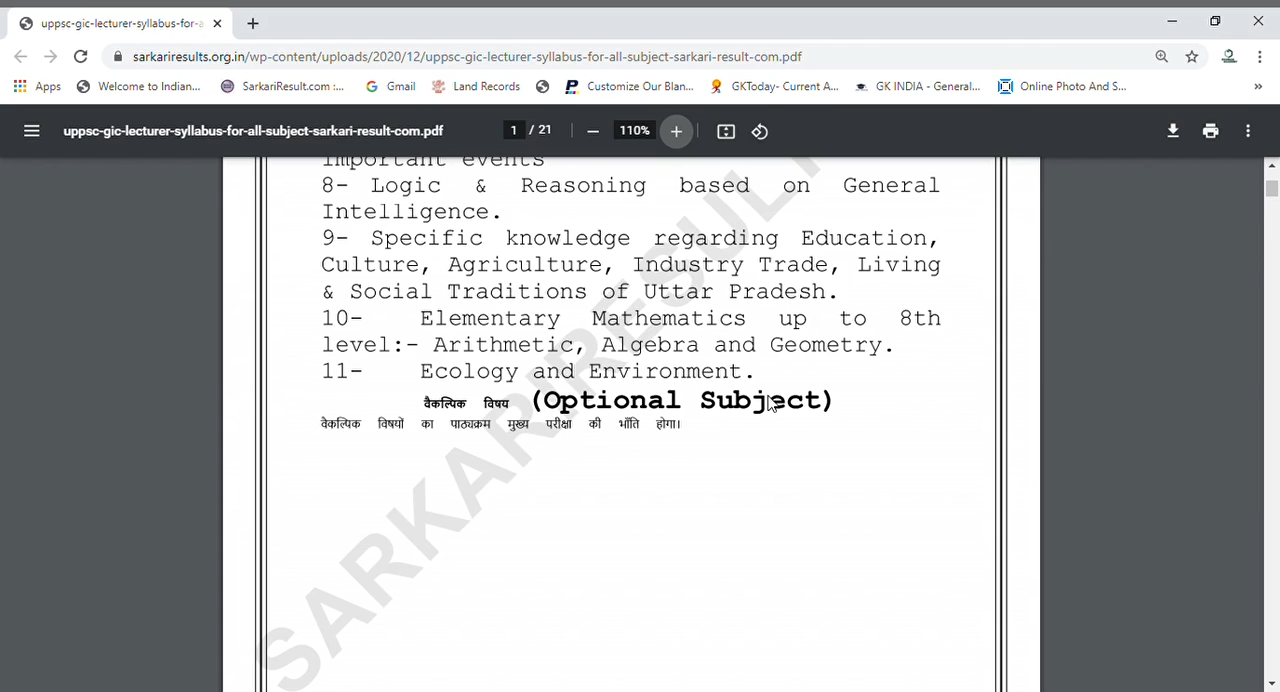 uppsc-gic-lecturer-syllabus-for-a
sarkariresults.org.in/wp-content/uploads/2020/12/uppsc-gic-lecturer-syllabus-for-all-subject-sarkari-result-com.pdf
Apps Welcome to Indian... SarkariResult.com :... Gmail Land Records Customize Our Blan... GKToday- Current A... GK INDIA - General... Online Photo And S... »
uppsc-gic-lecturer-syllabus-for-all-subject-sarkari-result-com.pdf 1 / 21 110%
important events
8- Logic & Reasoning based on General
Intelligence.
9- Specific knowledge regarding Education,
Culture, Agriculture, Industry Trade, Living
& Social Traditions of Uttar Pradesh.
10- Elementary Mathematics up to 8th
level:- Arithmetic, Algebra and Geometry.
11- Ecology and Environment.
वैकल्पिक विषय (Optional Subject)
वैकल्पिक विषयों का पाठ्यक्रम मुख्य परीक्षा की भाँति होगा।
SARKARIRESULT